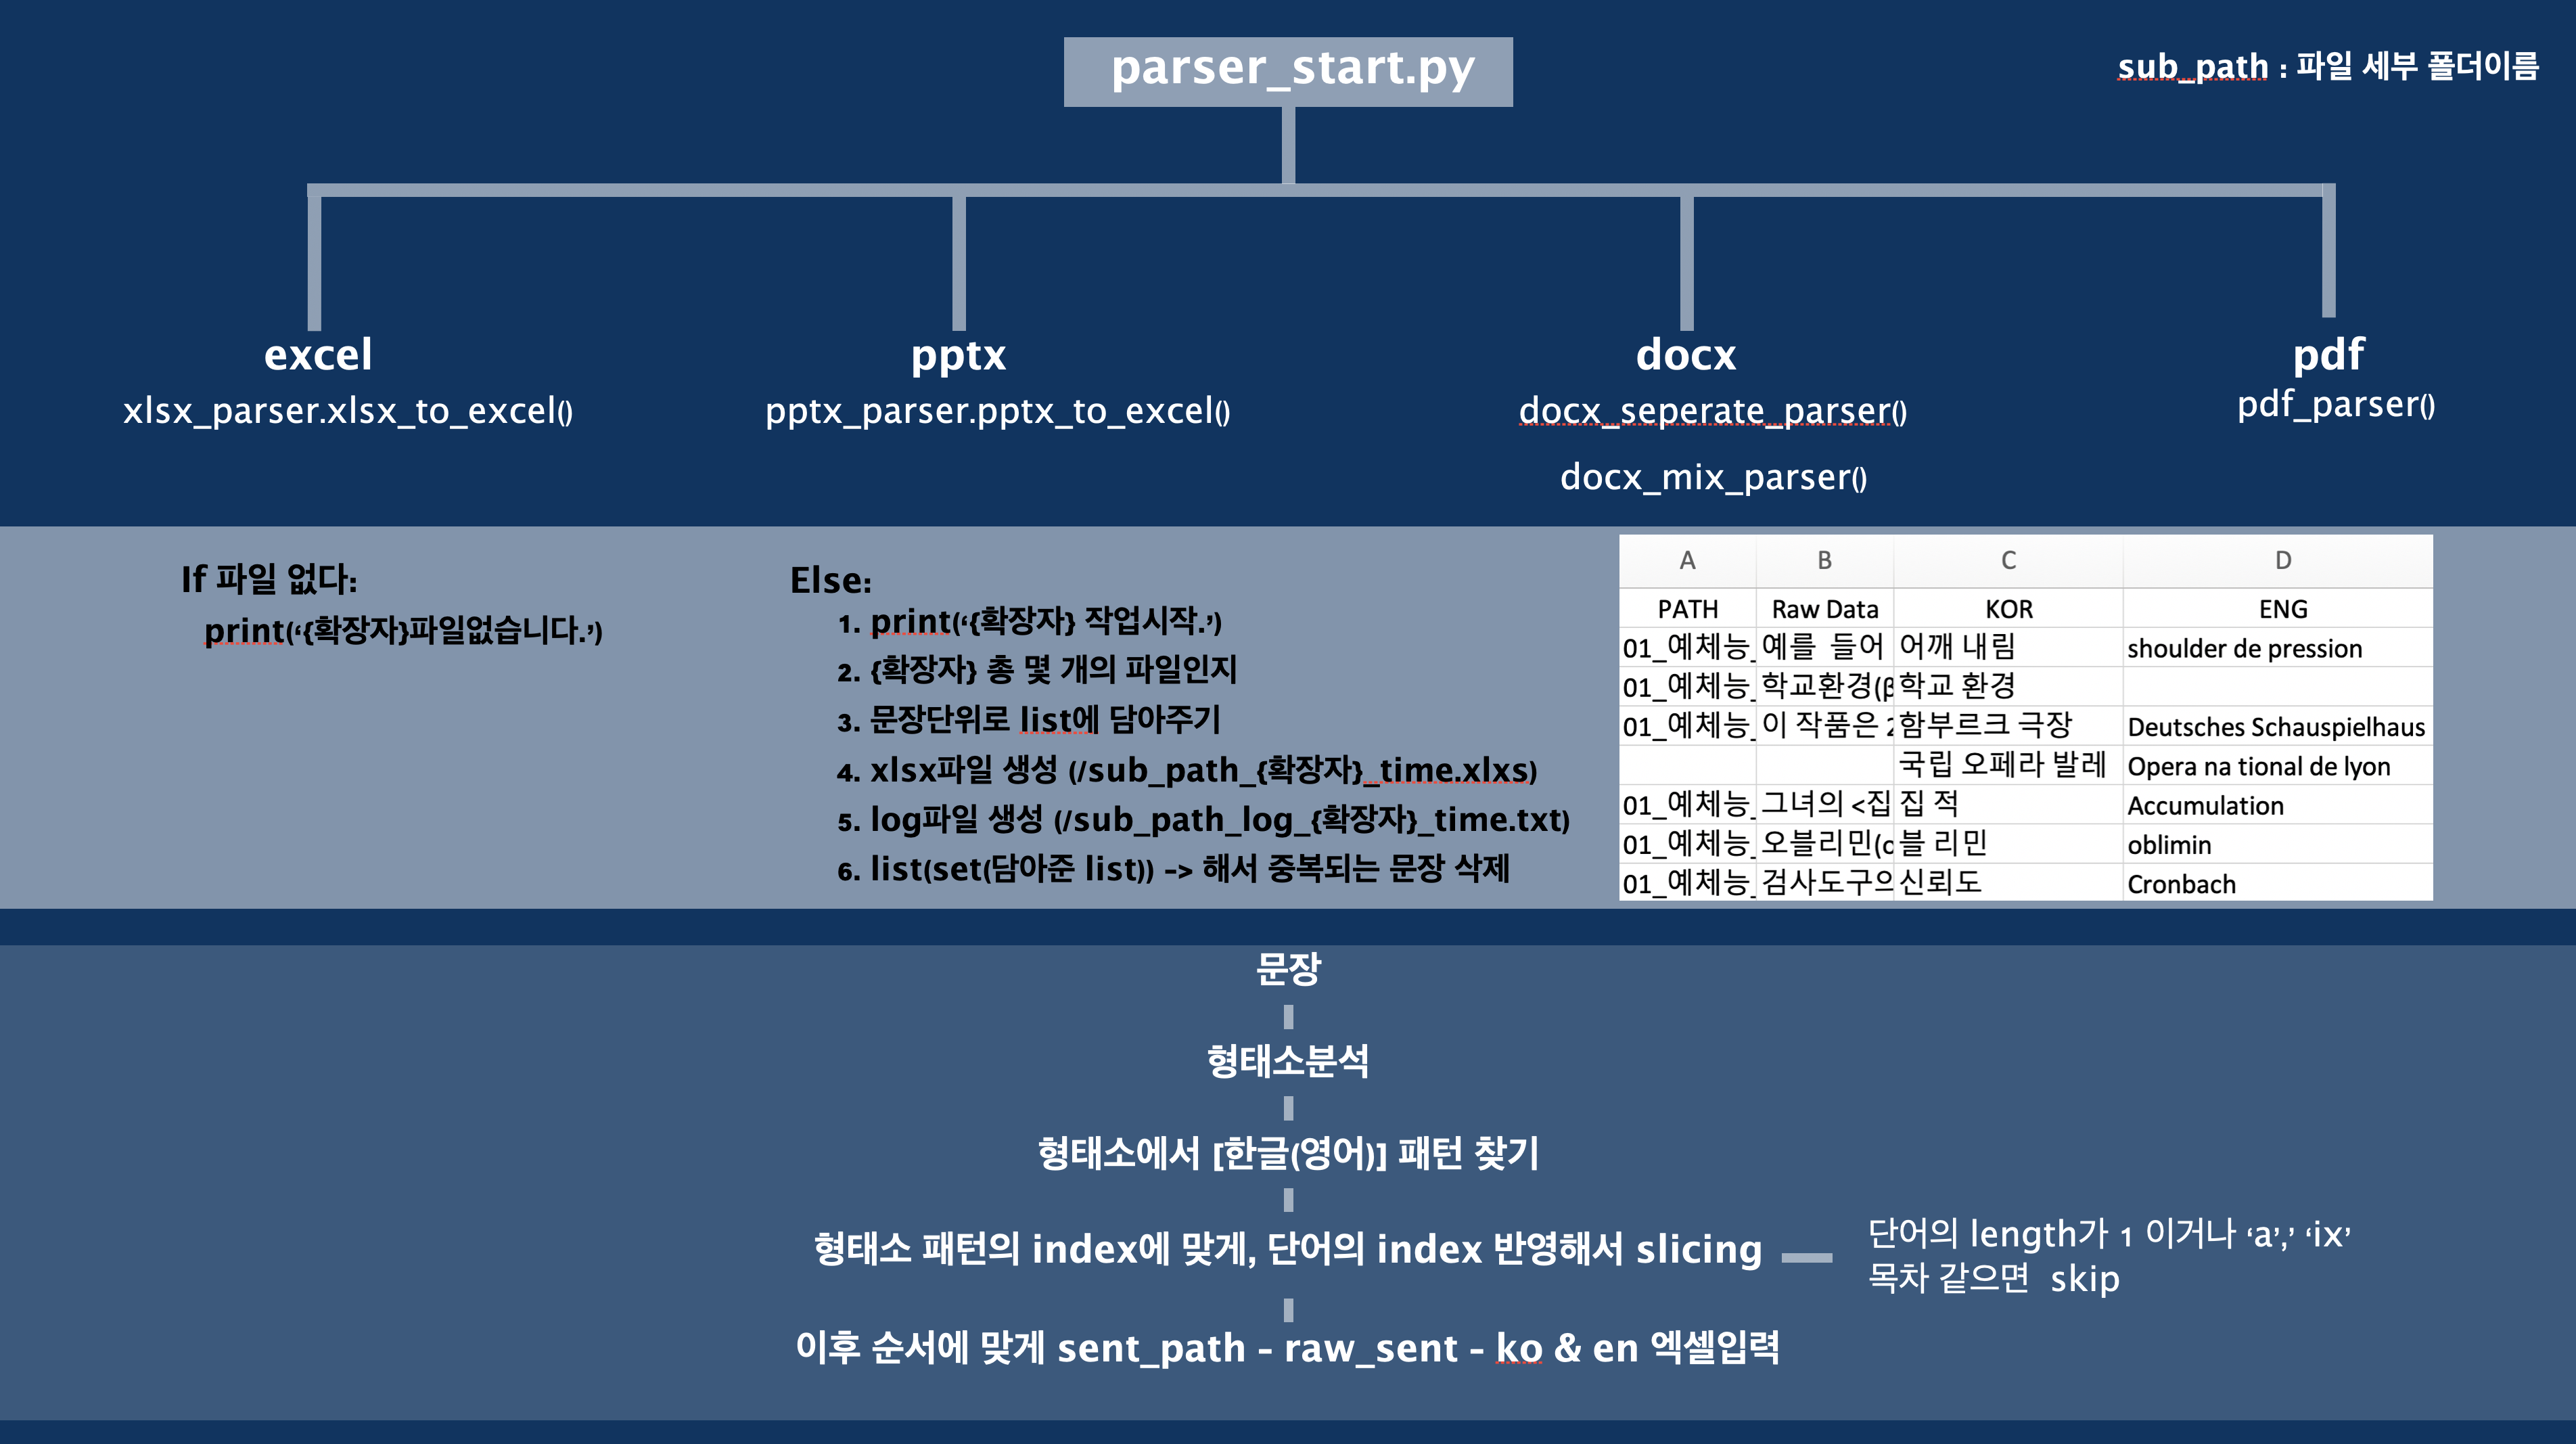 parser_start.py
sub_path : 파일 세부 폴더이름
excel
xlsx_parser.xlsx_to_excel()
pptx
pptx_parser.pptx_to_excel()
docx
docx_seperate_parser()
docx_mix_parser()
pdf
pdf_parser()
If 파일 없다:
print(‘{확장자}파일없습니다.’)
Else:
1. print(‘{확장자} 작업시작.’)
2. {확장자} 총 몇 개의 파일인지
3. 문장단위로 list에 담아주기
4. xlsx파일 생성 (/sub_path_{확장자}_time.xlxs)
5. log파일 생성 (/sub_path_log_{확장자}_time.txt)
6. list(set(담아준 list)) -> 해서 중복되는 문장 삭제
A B C D
PATH Raw Data KOR ENG
01_예체능_ 예를 들어 어깨 내림 shoulder de pression
01_예체능_ 학교환경(β 학교 환경
01_예체능_ 이 작품은 2 함부르크 극장 Deutsches Schauspielhaus
국립 오페라 발레 Opera na tional de lyon
01_예체능_ 그녀의 <집 집 적 Accumulation
01_예체능_ 오블리민(o 블 리민 oblimin
01_예체능_ 검사도구의 신뢰도 Cronbach
문장
형태소분석
형태소에서 [한글(영어)] 패턴 찾기
형태소 패턴의 index에 맞게, 단어의 index 반영해서 slicing
단어의 length가 1 이거나 ‘a’,’ ‘ix’
목차 같으면 skip
이후 순서에 맞게 sent_path - raw_sent - ko & en 엑셀입력